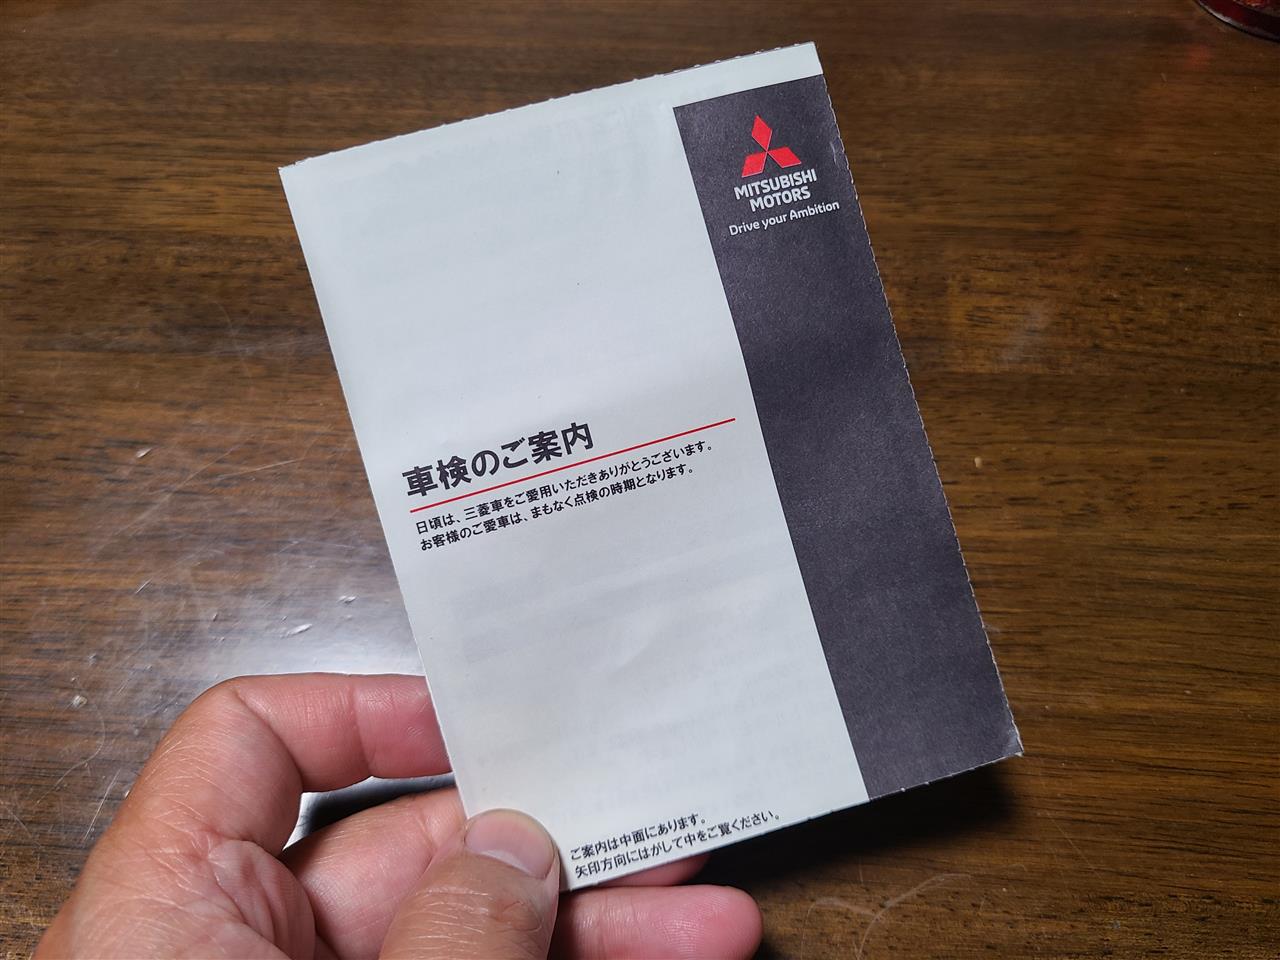 MITSUBISHI
MOTORS
Drive your Ambition
車検のご案内
日頃は、三菱車をご愛用いただきありがとうございます。
お客様のご愛車は、まもなく点検の時期となります。
ご案内は中面にあります。
矢印方向にはがして中をご覧ください。